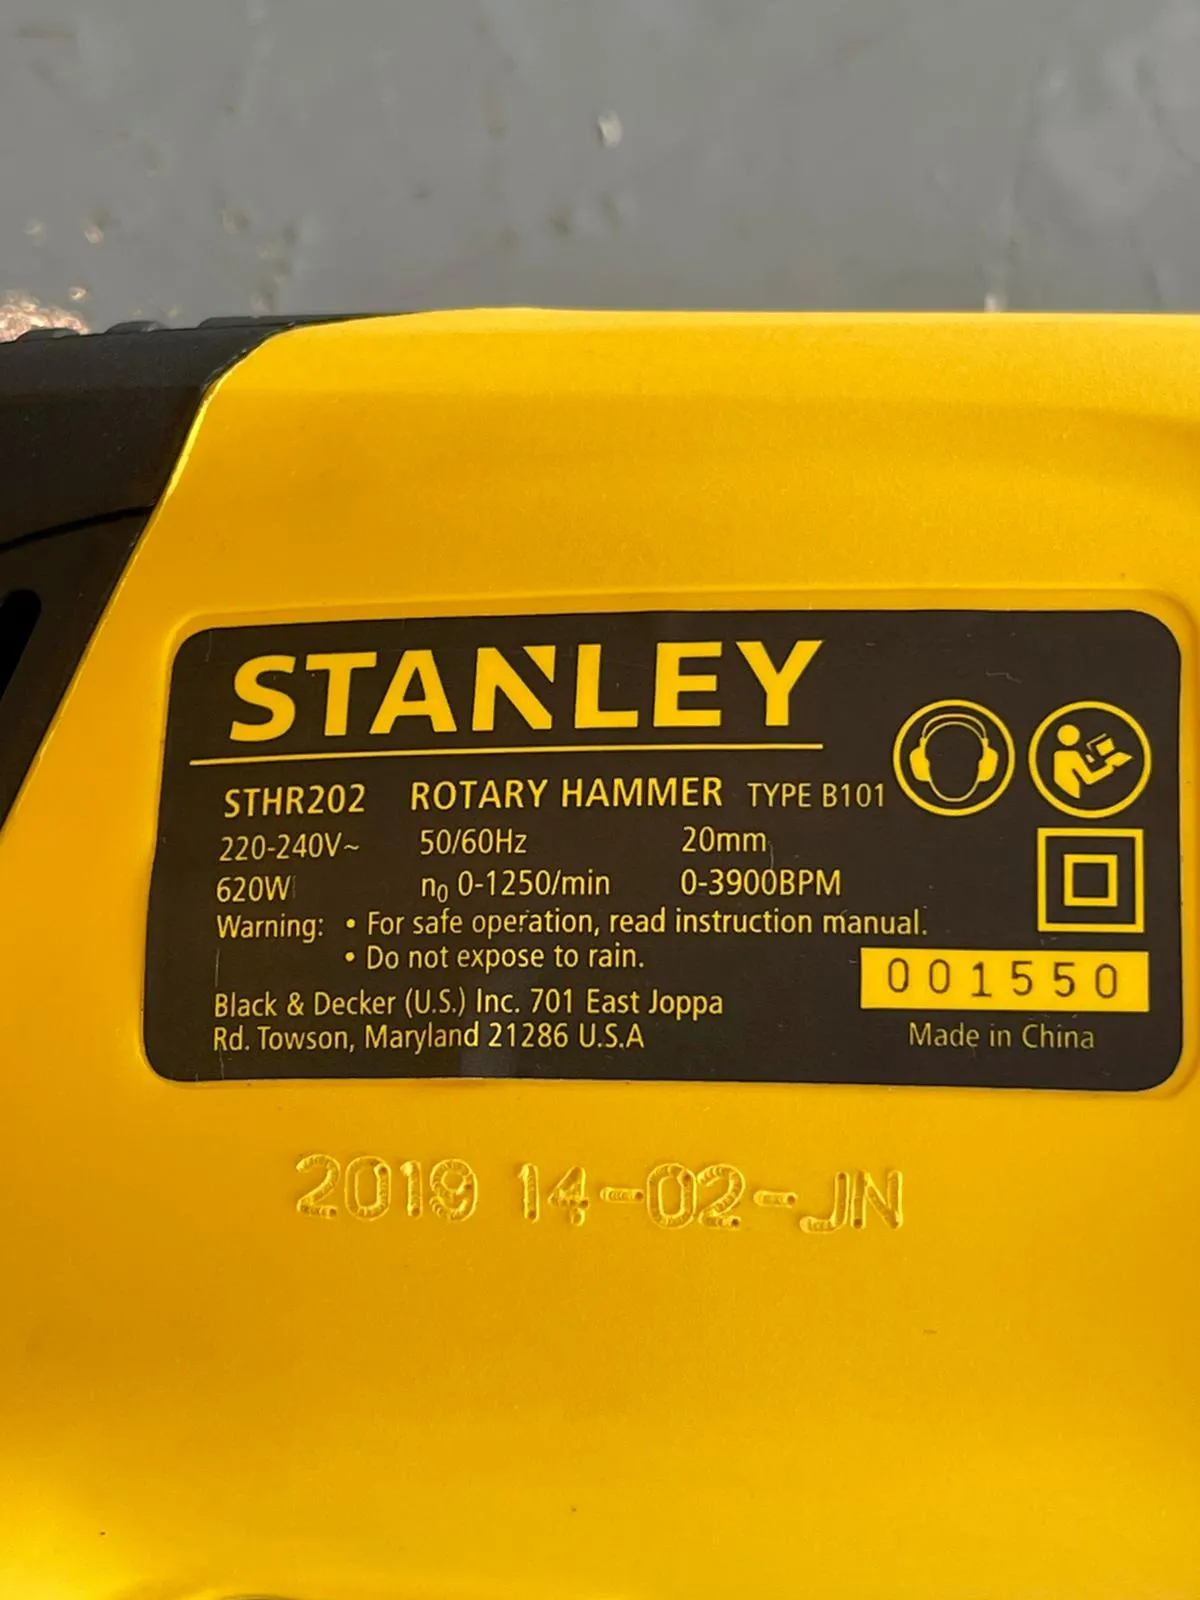 STANLEY
STHR202 ROTARY HAMMER TYPE B101
220-240V~ 50/60Hz 20mm
620W n₀ 0-1250/min 0-3900BPM
Warning: • For safe operation, read instruction manual.
• Do not expose to rain.
Black & Decker (U.S.) Inc. 701 East Joppa
Rd. Towson, Maryland 21286 U.S.A
001550
Made in China
2019 14-02-JN